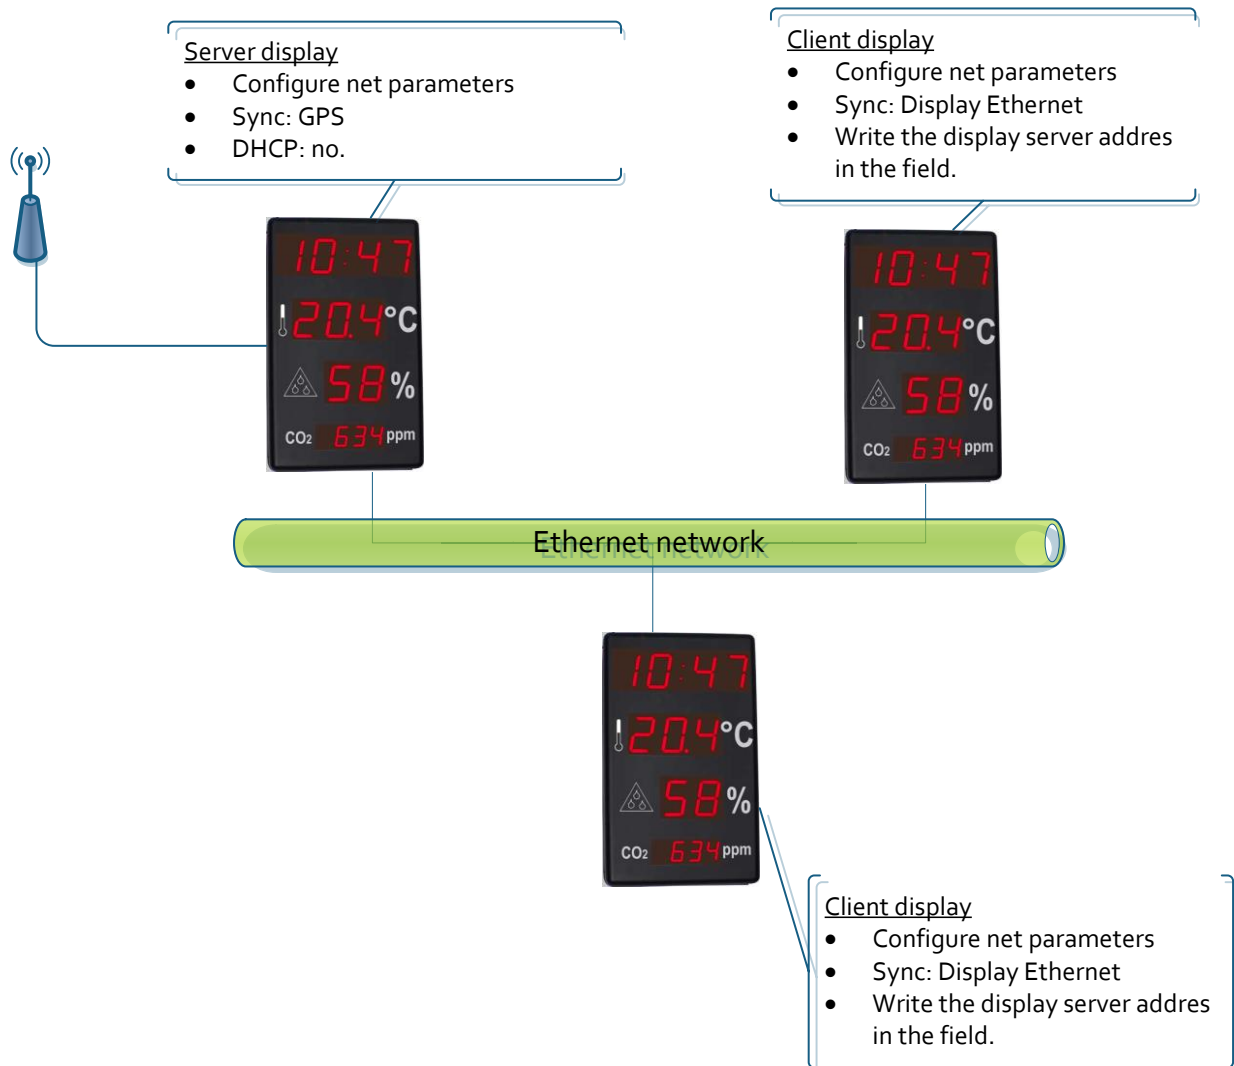 Server display
• Configure net parameters
• Sync: GPS
• DHCP: no.
Client display
• Configure net parameters
• Sync: Display Ethernet
• Write the display server addres
in the field.
10:47
20.4°C
58%
CO2 634 ppm
10:47
20.4°C
58%
CO2 634 ppm
Ethernet network
10:47
20.4°C
58%
CO2 634 ppm
Client display
• Configure net parameters
• Sync: Display Ethernet
• Write the display server addres
in the field.